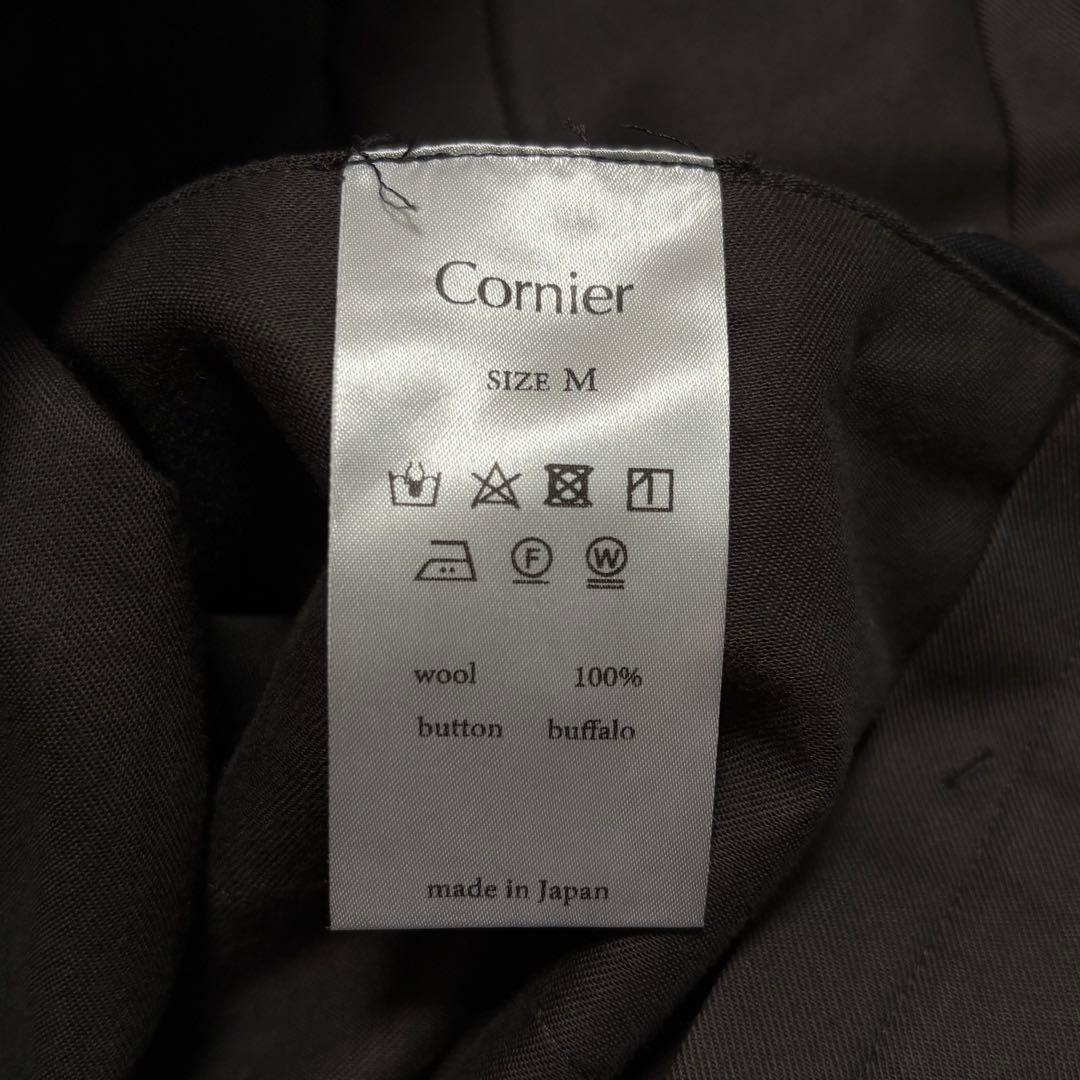 Cornier
SIZE M
F W
wool 100%
button buffalo
made in Japan